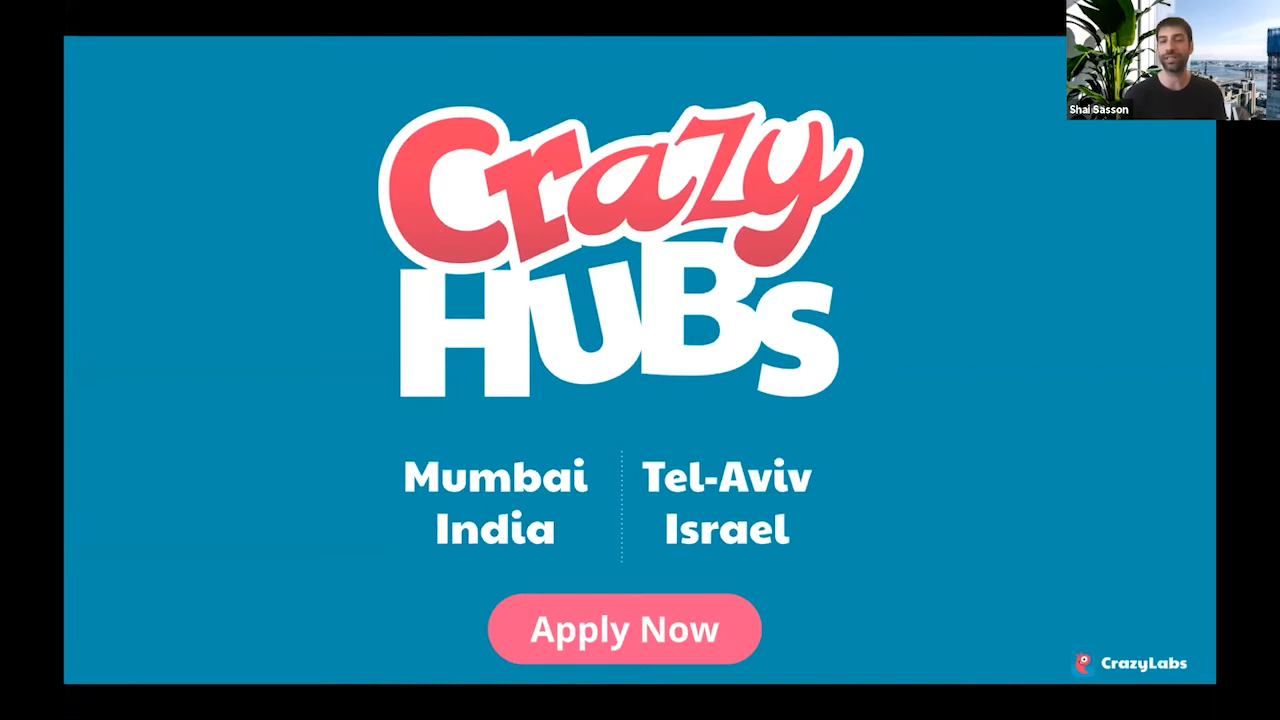 Shai Sasson
Crazy
HuBs
Mumbai
India
Tel-Aviv
Israel
Apply Now
CrazyLabs